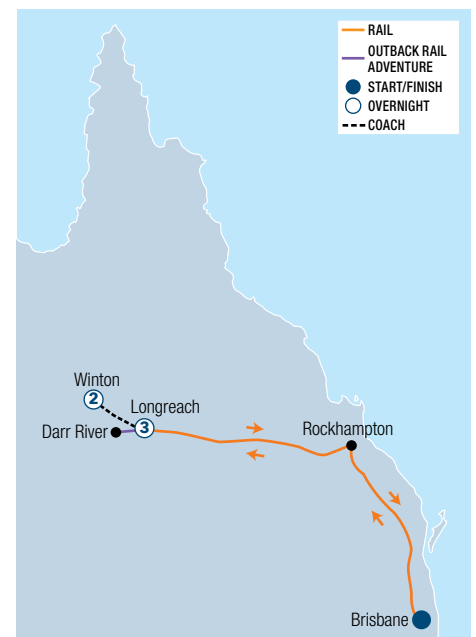 RAIL
OUTBACK RAIL
ADVENTURE
START/FINISH
OVERNIGHT
COACH
Winton
2
Longreach
3
Darr River
Rockhampton
Brisbane